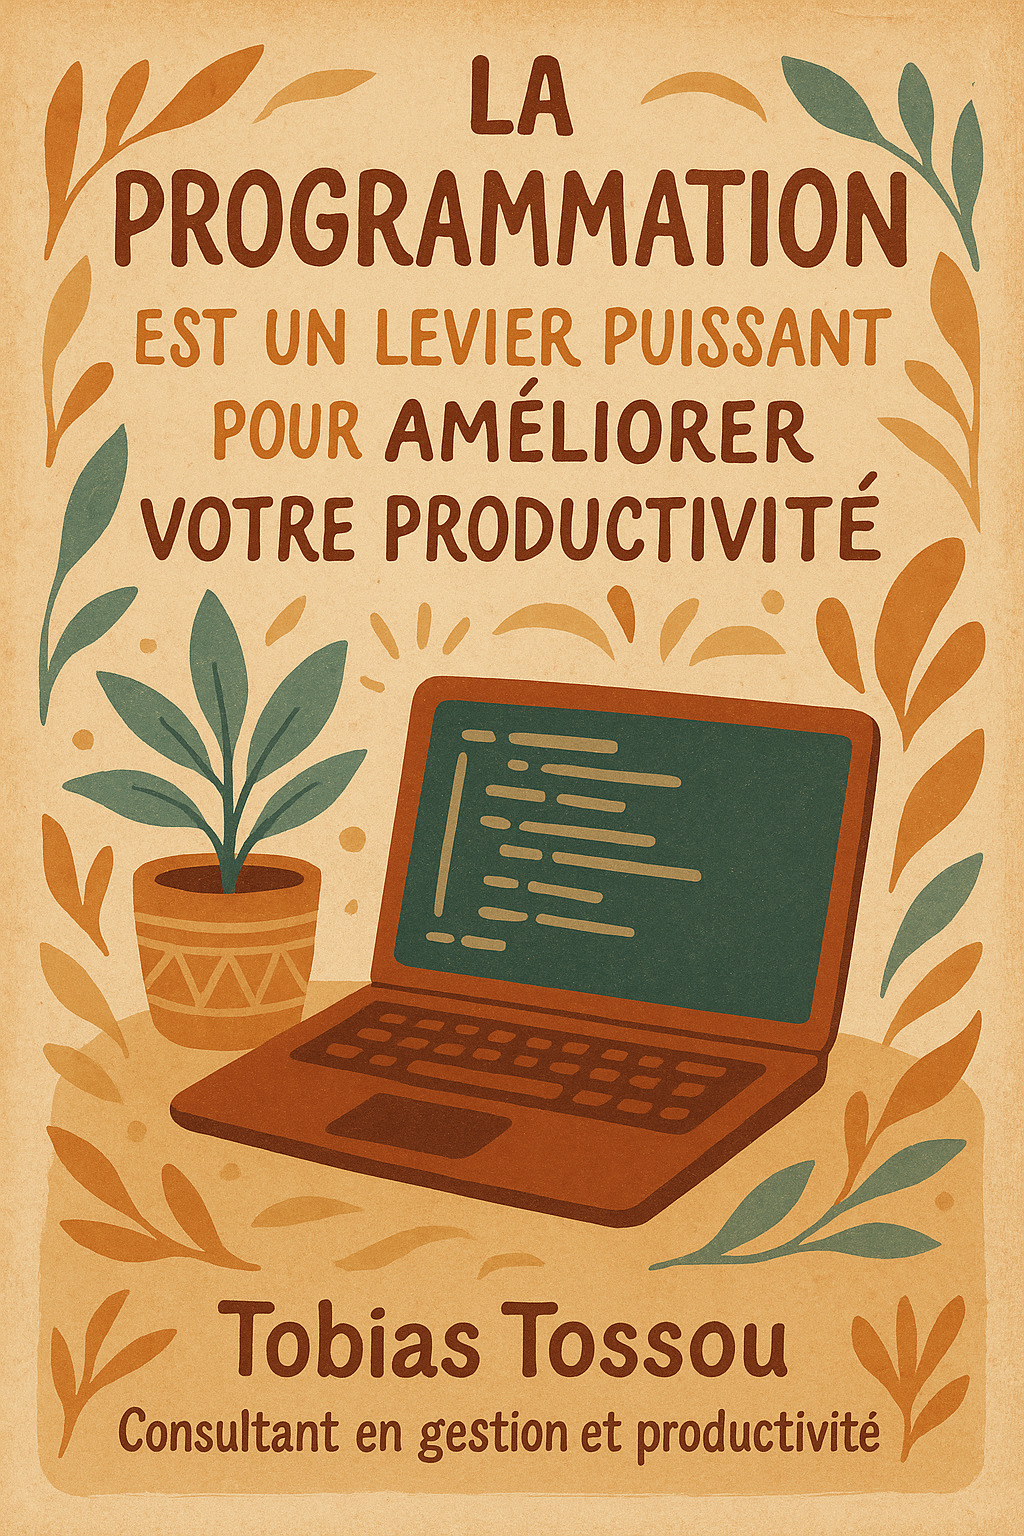 LA
PROGRAMMATION
EST UN LEVIER PUISSANT
POUR AMÉLIORER
VOTRE PRODUCTIVITÉ
Tobias Tossou
Consultant en gestion et productivité